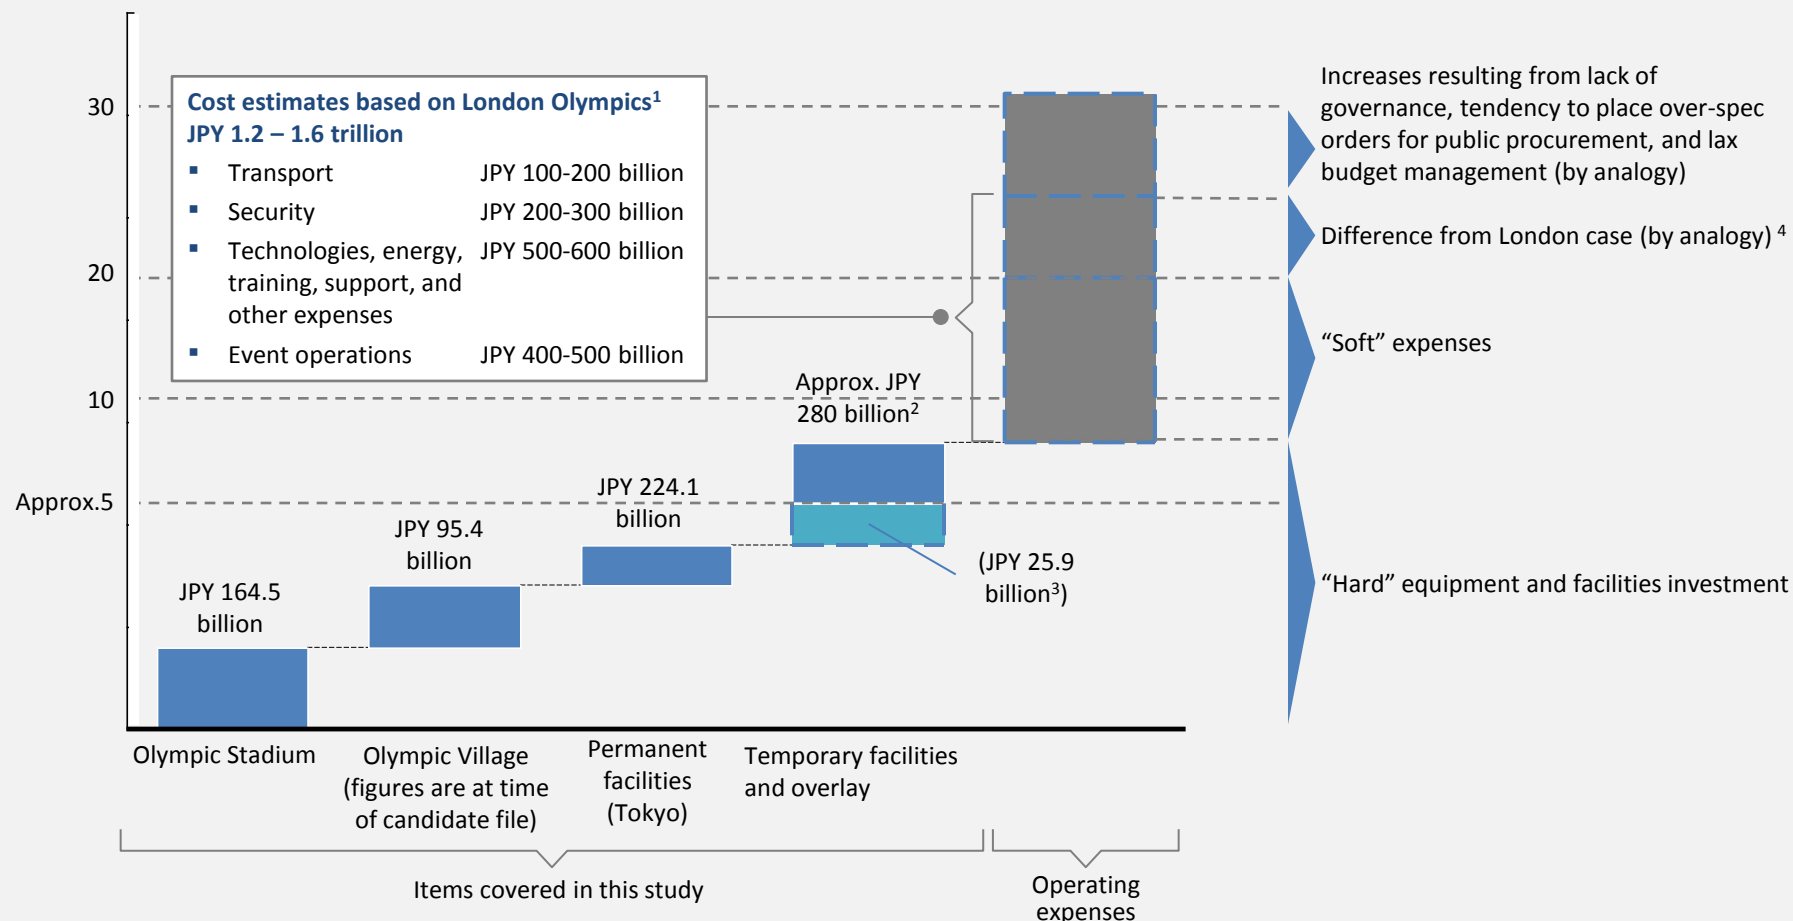 30
20
10
Approx.5
Cost estimates based on London Olympics1
JPY 1.2 – 1.6 trillion
▪ Transport JPY 100-200 billion
▪ Security JPY 200-300 billion
▪ Technologies, energy, JPY 500-600 billion
training, support, and
other expenses
▪ Event operations JPY 400-500 billion
JPY 164.5
billion
JPY 95.4
billion
JPY 224.1
billion
Approx. JPY
280 billion2
(JPY 25.9
billion3)
Increases resulting from lack of
governance, tendency to place over-spec
orders for public procurement, and lax
budget management (by analogy)
Difference from London case (by analogy) 4
“Soft” expenses
“Hard” equipment and facilities investment
Olympic Stadium
Olympic Village
(figures are at time
of candidate file)
Permanent
facilities
(Tokyo)
Temporary facilities
and overlay
Items covered in this study
Operating
expenses